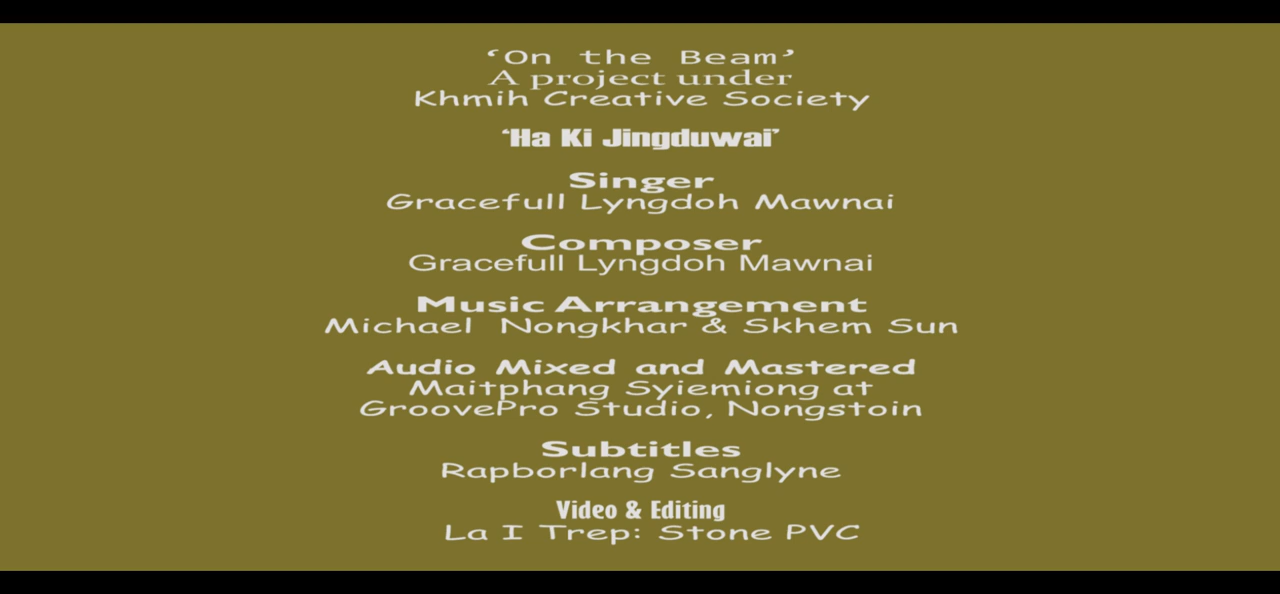 ‘On the Beam’
A project under
Khmih Creative Society
‘Ha Ki Jingduwai’
Singer
Gracefull Lyngdoh Mawnai
Composer
Gracefull Lyngdoh Mawnai
Music Arrangement
Michael Nongkhar & Skhem Sun
Audio Mixed and Mastered
Maitphang Syiemiong at
GroovePro Studio, Nongstoin
Subtitles
Rapborlang Sanglyne
Video & Editing
La I Trep: Stone PVC